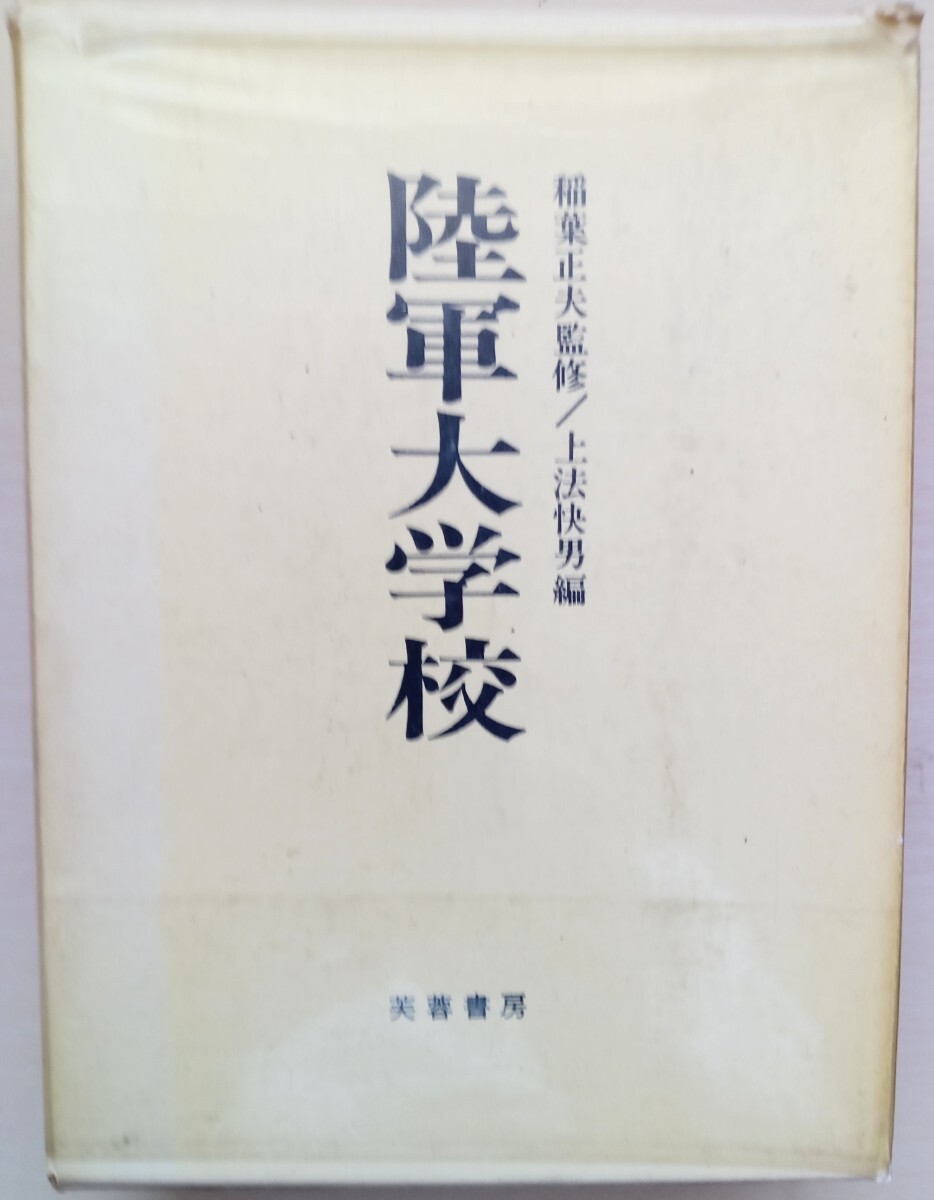 稲葉正夫監修/上法快男編
陸軍大学校
芙蓉書房